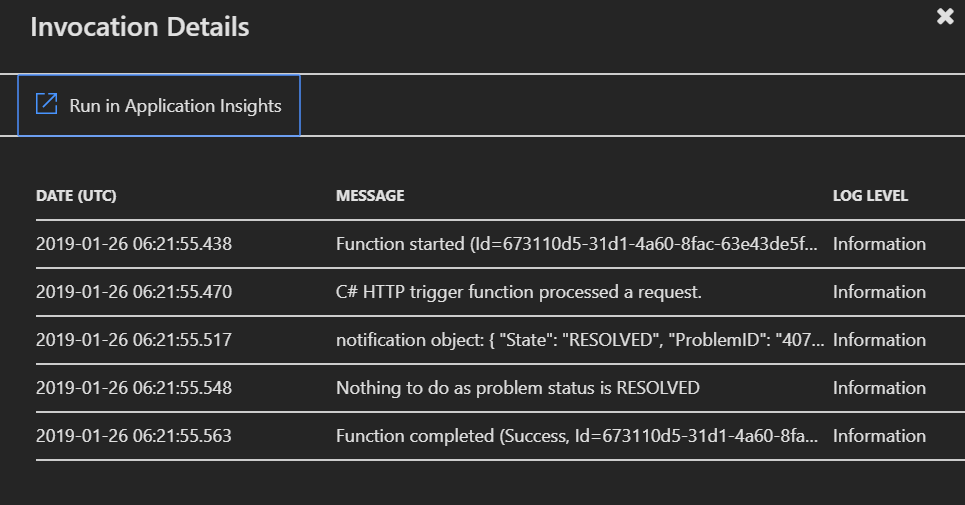 Invocation Details
Run in Application Insights
DATE (UTC) MESSAGE LOG LEVEL
2019-01-26 06:21:55.438 Function started (Id=673110d5-31d1-4a60-8fac-63e43de5f... Information
2019-01-26 06:21:55.470 C# HTTP trigger function processed a request. Information
2019-01-26 06:21:55.517 notification object: { "State": "RESOLVED", "ProblemID": "407... Information
2019-01-26 06:21:55.548 Nothing to do as problem status is RESOLVED Information
2019-01-26 06:21:55.563 Function completed (Success, Id=673110d5-31d1-4a60-8fa... Information